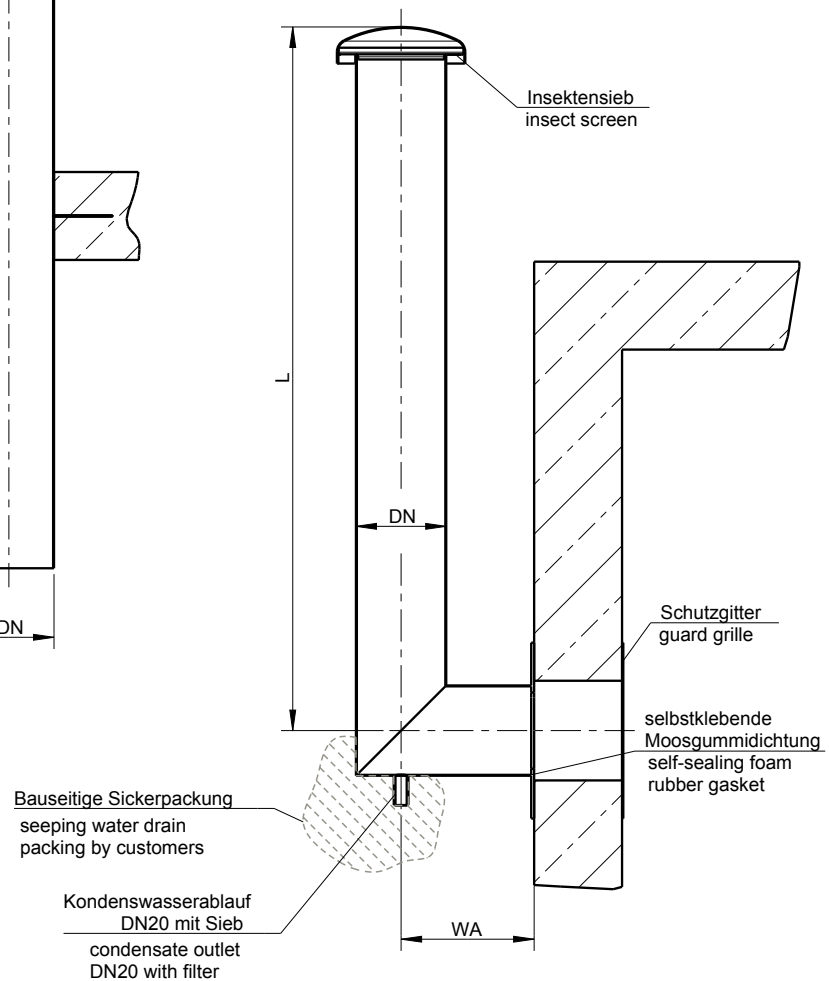 Insektensieb
insect screen
L
DN
DN
Schutzgitter
guard grille
selbstklebende
Moosgummidichtung
self-sealing foam
rubber gasket
Bauseitige Sickerpackung
seeping water drain
packing by customers
Kondenswasserablauf
DN20 mit Sieb
condensate outlet
DN20 with filter
WA